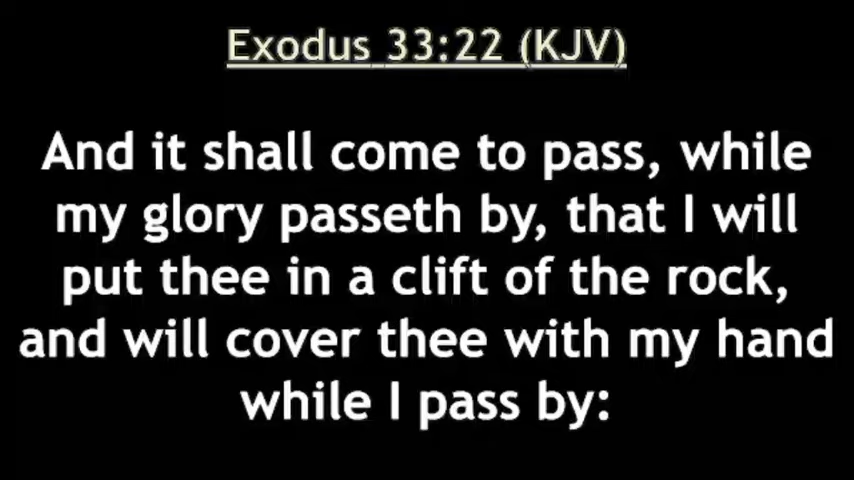 Exodus 33:22 (KJV)
And it shall come to pass, while
my glory passeth by, that I will
put thee in a clift of the rock,
and will cover thee with my hand
while I pass by: